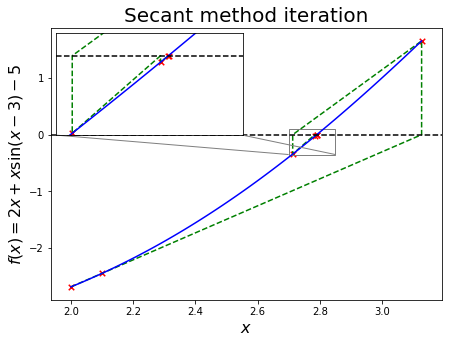 Secant method iteration
f(x) = 2x + x sin(x − 3) − 5
1
0
−1
−2
2.0 2.2 2.4 2.6 2.8 3.0
x